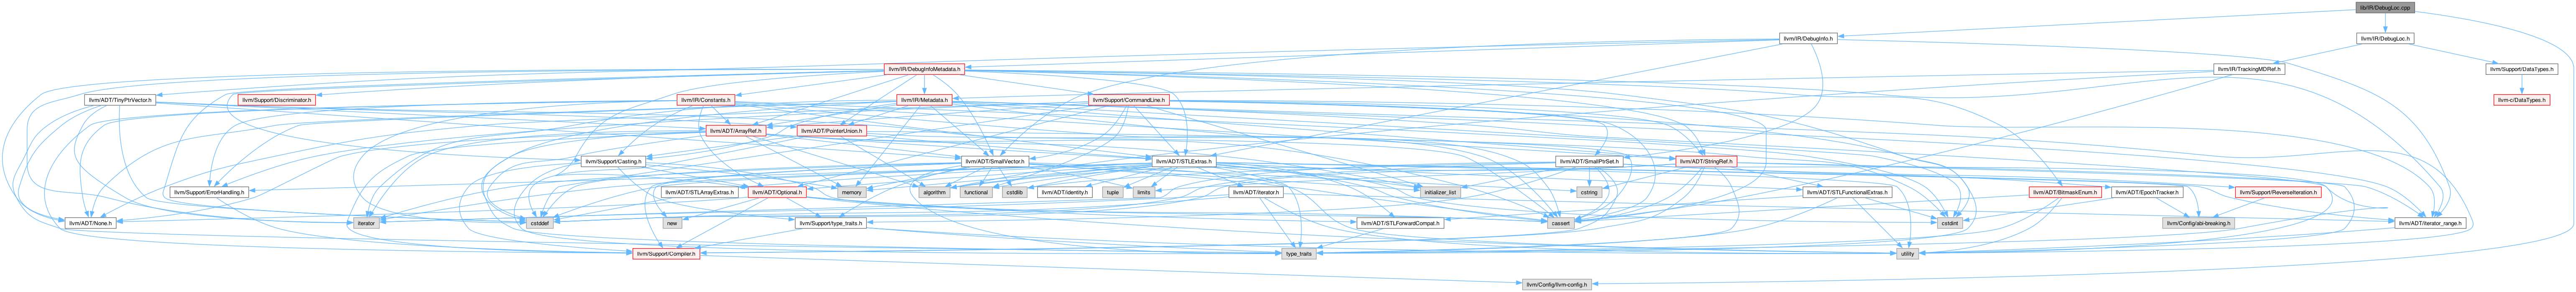 lib/IR/DebugLoc.cpp
llvm/IR/DebugInfo.h
llvm/IR/DebugLoc.h
llvm/IR/DebugInfoMetadata.h
llvm/IR/TrackingMDRef.h
llvm/Support/DataTypes.h
llvm/ADT/TinyPtrVector.h
llvm/Support/Discriminator.h
llvm/IR/Constants.h
llvm/IR/Metadata.h
llvm/Support/CommandLine.h
llvm-c/DataTypes.h
llvm/ADT/ArrayRef.h
llvm/ADT/PointerUnion.h
llvm/Support/Casting.h
llvm/ADT/SmallVector.h
llvm/ADT/STLExtras.h
llvm/ADT/SmallPtrSet.h
llvm/ADT/StringRef.h
llvm/Support/ErrorHandling.h
llvm/ADT/STLArrayExtras.h
llvm/ADT/Optional.h
memory
algorithm
functional
cstdlib
llvm/ADT/identity.h
tuple
limits
llvm/ADT/iterator.h
initializer_list
cstring
llvm/ADT/STLFunctionalExtras.h
llvm/ADT/BitmaskEnum.h
llvm/ADT/EpochTracker.h
llvm/Support/ReverseIteration.h
llvm/ADT/None.h
iterator
cstddef
new
llvm/Support/type_traits.h
llvm/ADT/STLForwardCompat.h
cassert
cstdint
llvm/Config/abi-breaking.h
llvm/ADT/iterator_range.h
llvm/Support/Compiler.h
type_traits
utility
llvm/Config/llvm-config.h